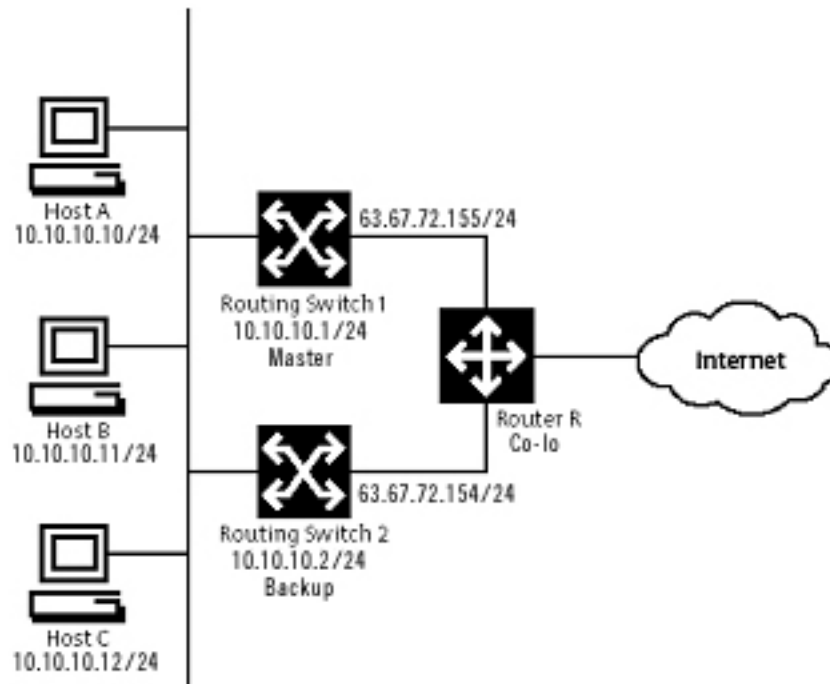 Host A
10.10.10.10/24
63.67.72.155/24
Routing Switch 1
10.10.10.1/24
Master
Host B
10.10.10.11/24
Router R
Co-lo
Internet
63.67.72.154/24
Routing Switch 2
10.10.10.2/24
Backup
Host C
10.10.10.12/24